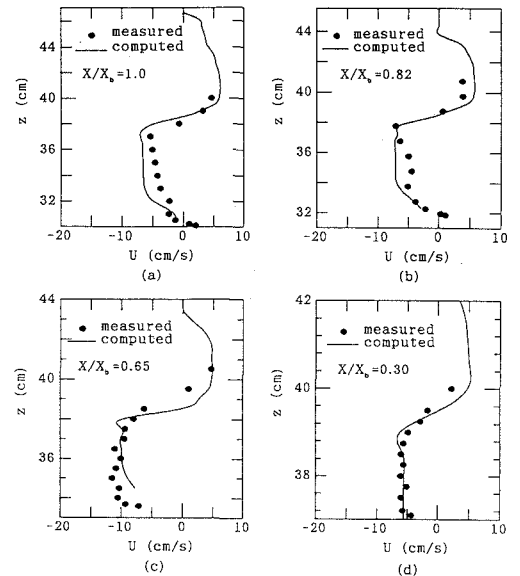 44
40
36
32
z (cm)
● measured
— computed
X/X_b=1.0
-20 -10 0 10
U (cm/s)
(a)
44
40
36
32
z (cm)
● measured
— computed
X/X_b=0.82
-20 -10 0 10
U (cm/s)
(b)
44
40
36
z (cm)
● measured
— computed
X/X_b=0.65
-20 -10 0 10
U (cm/s)
(c)
42
40
38
z (cm)
● measured
— computed
X/X_b=0.30
-20 -10 0 10
U (cm/s)
(d)